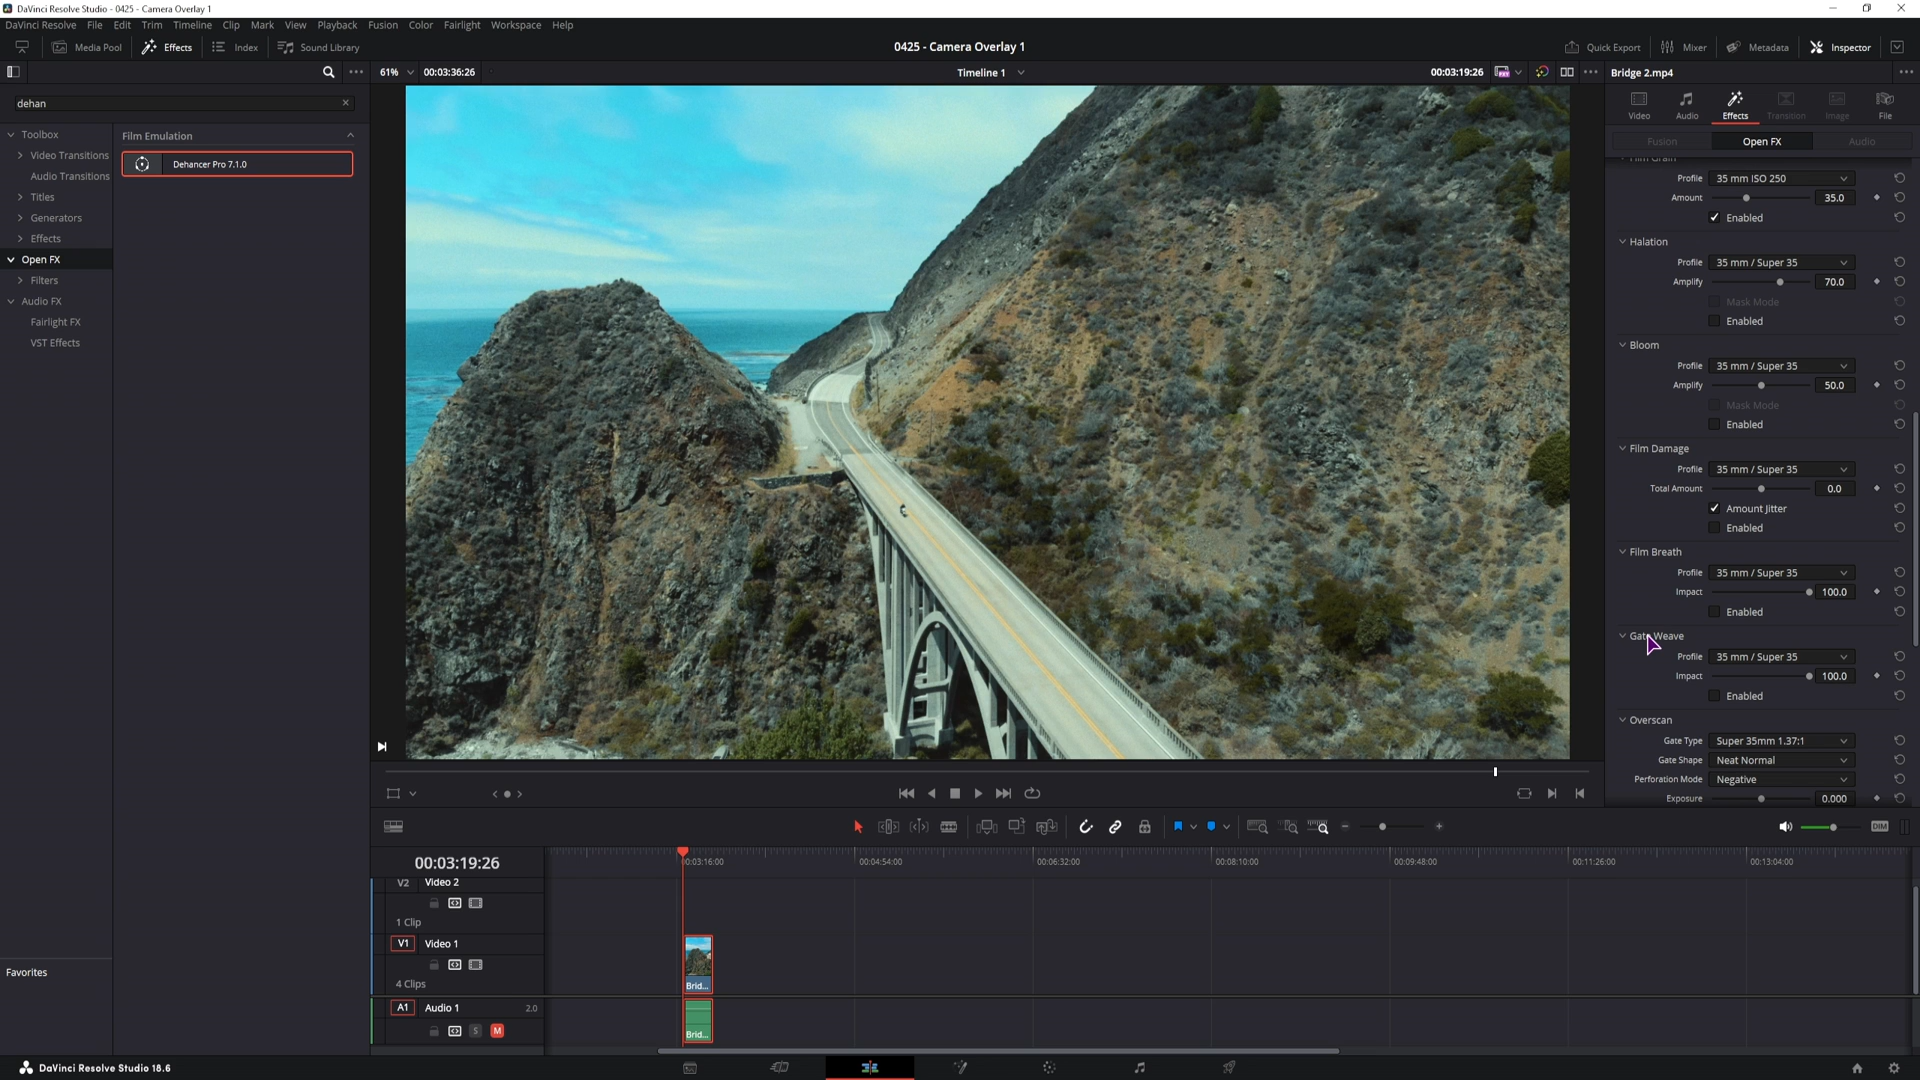 DaVinci Resolve Studio - 0425 - Camera Overlay 1
DaVinci Resolve File Edit Trim Timeline Clip Mark View Playback Fusion Color Fairlight Workspace Help
Media Pool Effects Index Sound Library 0425 - Camera Overlay 1 Quick Export Mixer Metadata Inspector
61% 00:03:36:26 Timeline 1 00:03:19:26 Bridge 2.mp4
dehan
Toolbox
Video Transitions
Audio Transitions
Titles
Generators
Effects
Open FX
Filters
Audio FX
Fairlight FX
VST Effects
Favorites
Film Emulation
Dehancer Pro 7.1.0
Video Audio Effects Transition Image File
Fusion Open FX Audio
Film Grain
Profile 35 mm ISO 250
Amount 35.0
Enabled
Halation
Profile 35 mm / Super 35
Amplify 70.0
Mask Mode
Enabled
Bloom
Profile 35 mm / Super 35
Amplify 50.0
Mask Mode
Enabled
Film Damage
Profile 35 mm / Super 35
Total Amount 0.0
Amount Jitter
Enabled
Film Breath
Profile 35 mm / Super 35
Impact 100.0
Enabled
Gate Weave
Profile 35 mm / Super 35
Impact 100.0
Enabled
Overscan
Gate Type Super 35mm 1.37:1
Gate Shape Neat Normal
Perforation Mode Negative
Exposure 0.000
DIM
00:03:19:26
00:03:16:00 00:04:54:00 00:06:32:00 00:08:10:00 00:09:48:00 00:11:26:00 00:13:04:00
V2 Video 2
1 Clip
V1 Video 1
4 Clips
Brid...
A1 Audio 1 2.0
S M
Brid...
DaVinci Resolve Studio 18.6